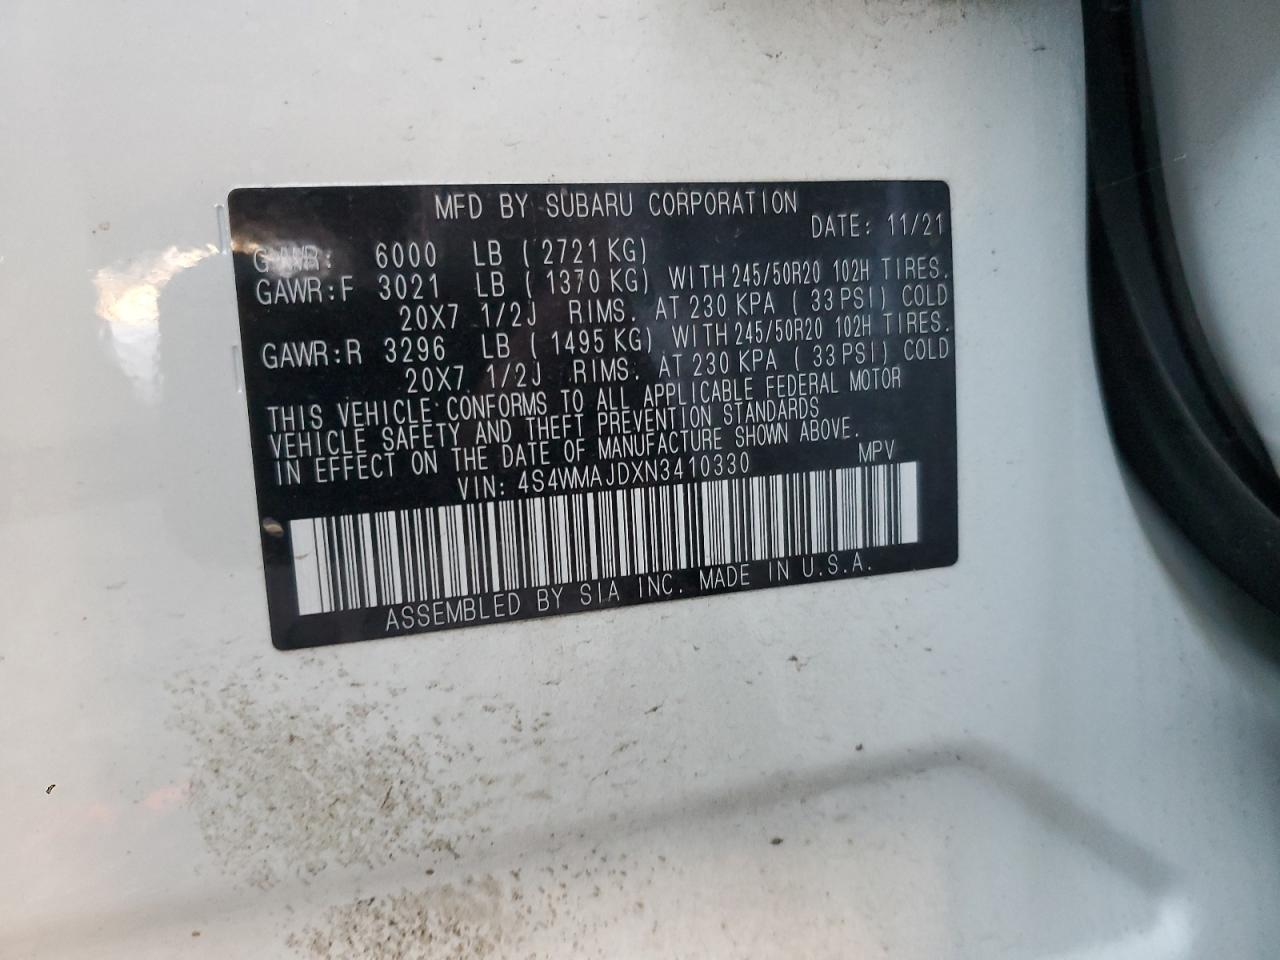 MFD BY SUBARU CORPORATION
DATE: 11/21
GAWR: 6000 LB ( 2721 KG)
GAWR:F 3021 LB ( 1370 KG) WITH 245/50R20 102H TIRES.
20X7 1/2J RIMS. AT 230 KPA ( 33 PSI) COLD
GAWR:R 3296 LB ( 1495 KG) WITH 245/50R20 102H TIRES.
20X7 1/2J RIMS. AT 230 KPA ( 33 PSI) COLD
THIS VEHICLE CONFORMS TO ALL APPLICABLE FEDERAL MOTOR
VEHICLE SAFETY AND THEFT PREVENTION STANDARDS
IN EFFECT ON THE DATE OF MANUFACTURE SHOWN ABOVE.
VIN: 4S4WMAJDXN3410330 MPV
ASSEMBLED BY SIA INC. MADE IN U.S.A.